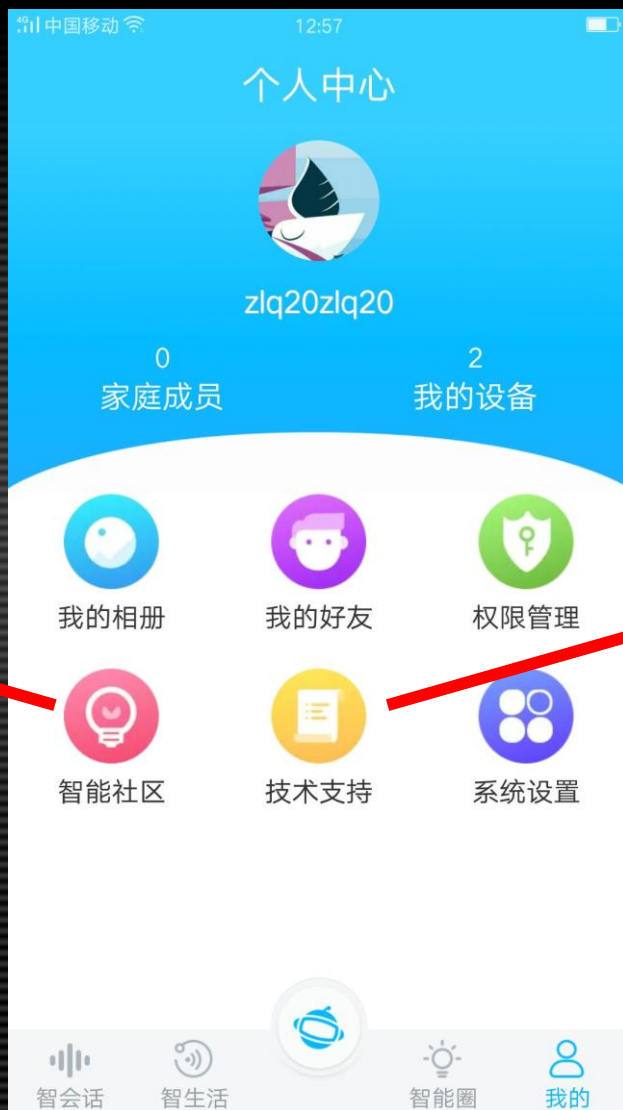 4G 中国移动 12:57
个人中心
zlq20zlq20
0 2
家庭成员 我的设备
我的相册 我的好友 权限管理
智能社区 技术支持 系统设置
智会话 智生活 智能圈 我的